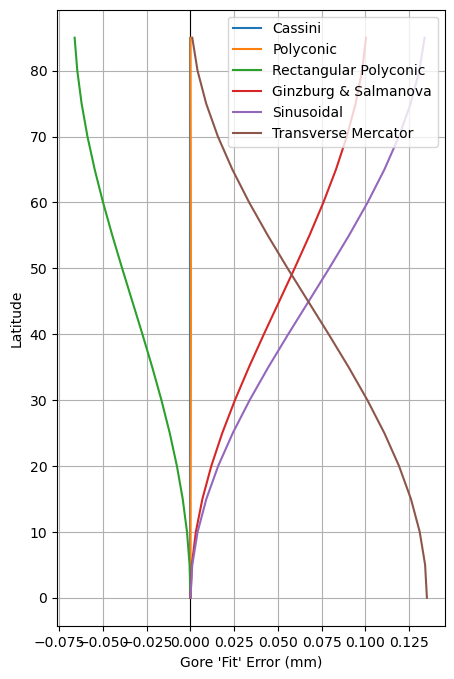 Cassini
Polyconic
Rectangular Polyconic
Ginzburg & Salmanova
Sinusoidal
Transverse Mercator
80
70
60
50
40
30
20
10
0
Latitude
−0.075 −0.050 −0.025 0.000 0.025 0.050 0.075 0.100 0.125
Gore 'Fit' Error (mm)